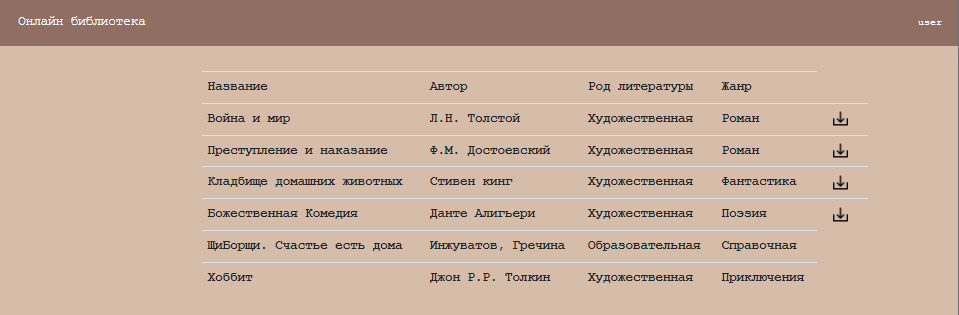 Онлайн библиотека user
Название Автор Род литературы Жанр
Война и мир Л.Н. Толстой Художественная Роман
Преступление и наказание Ф.М. Достоевский Художественная Роман
Кладбище домашних животных Стивен кинг Художественная Фантастика
Божественная Комедия Данте Алигъери Художественная Поэзия
ЩиБорщи. Счастье есть дома Инжуватов, Гречина Образовательная Справочная
Хоббит Джон Р.Р. Толкин Художественная Приключения